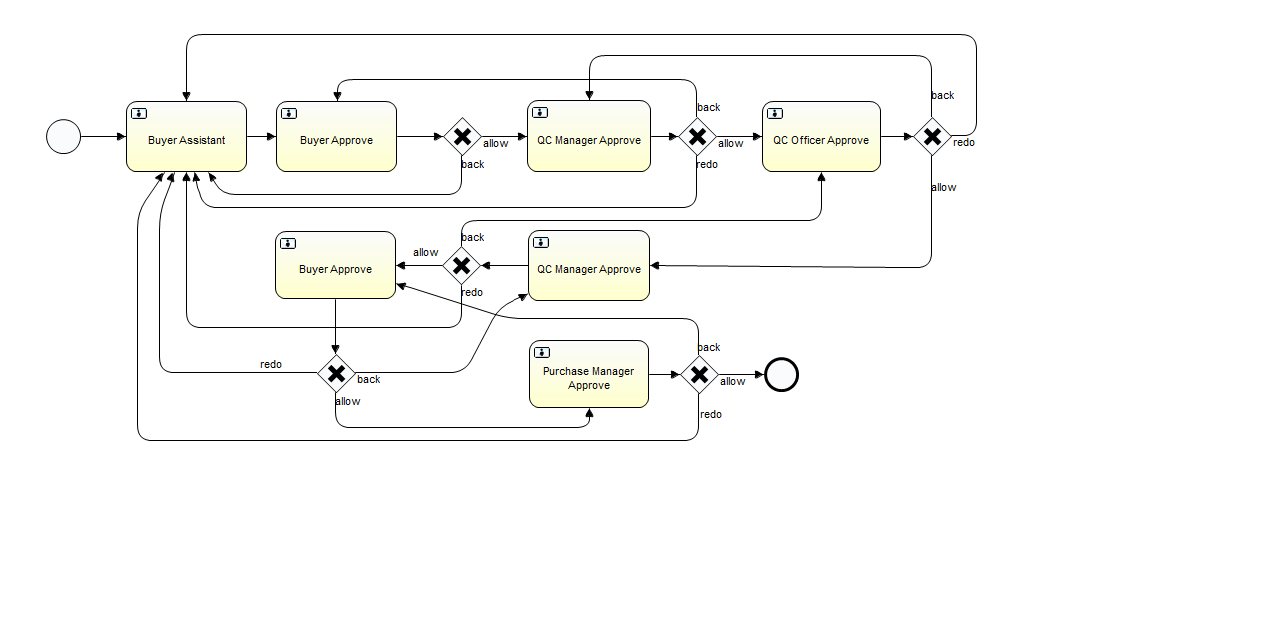 back
back
Buyer Assistant
Buyer Approve
allow
QC Manager Approve
allow
QC Officer Approve
redo
back
redo
allow
back
allow
Buyer Approve
QC Manager Approve
redo
back
redo
back
Purchase Manager
Approve
allow
allow
redo